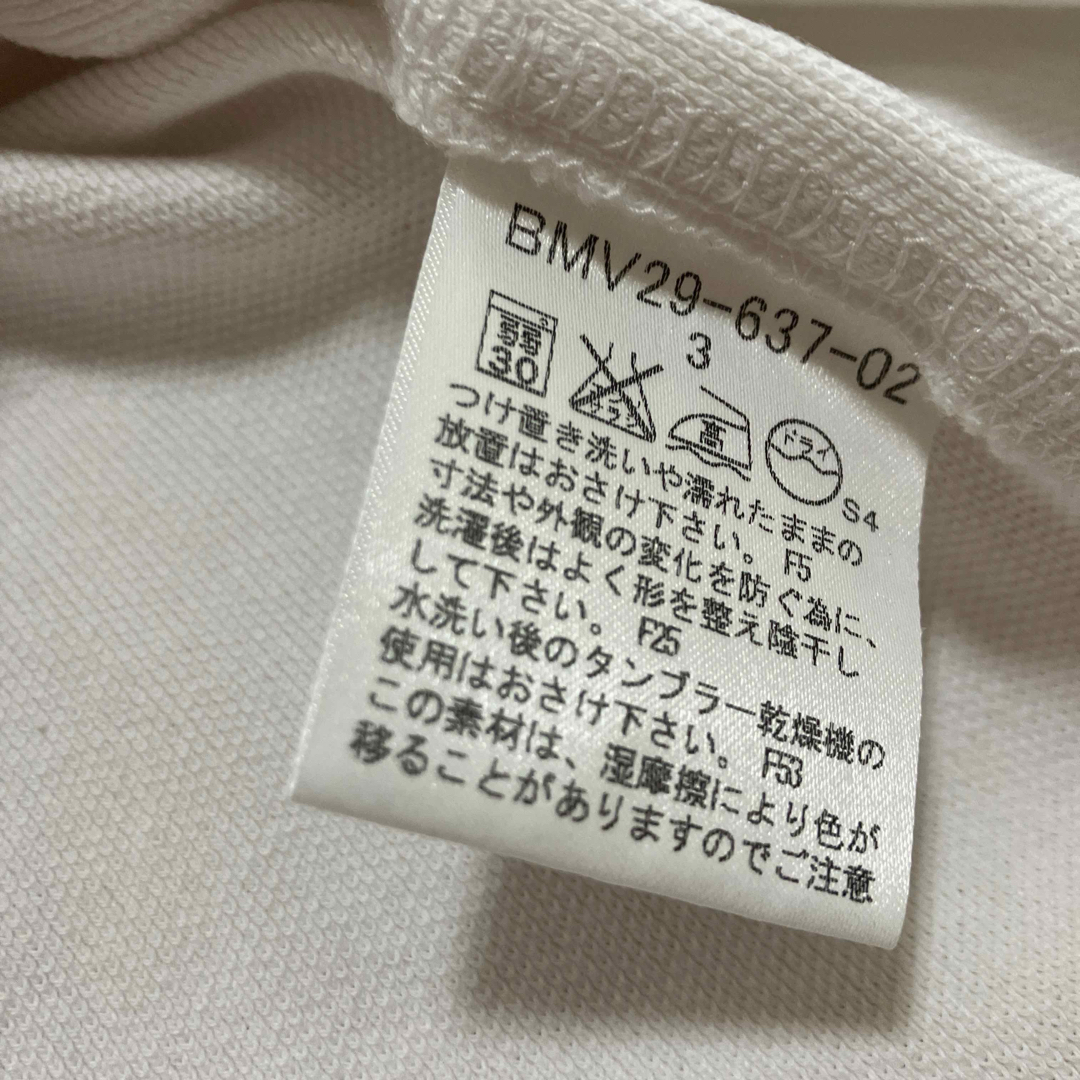 BMV29-637-02
3
弱
30
エンソ
サラシ
高
ドライ
S4
つけ置き洗いや濡れたままの
放置はおさけ下さい。 F5
寸法や外観の変化を防ぐ為に、
洗濯後はよく形を整え陰干し
して下さい。 F25
水洗い後のタンブラー乾燥機の
使用はおさけ下さい。 F53
この素材は、湿摩擦により色が
移ることがありますのでご注意